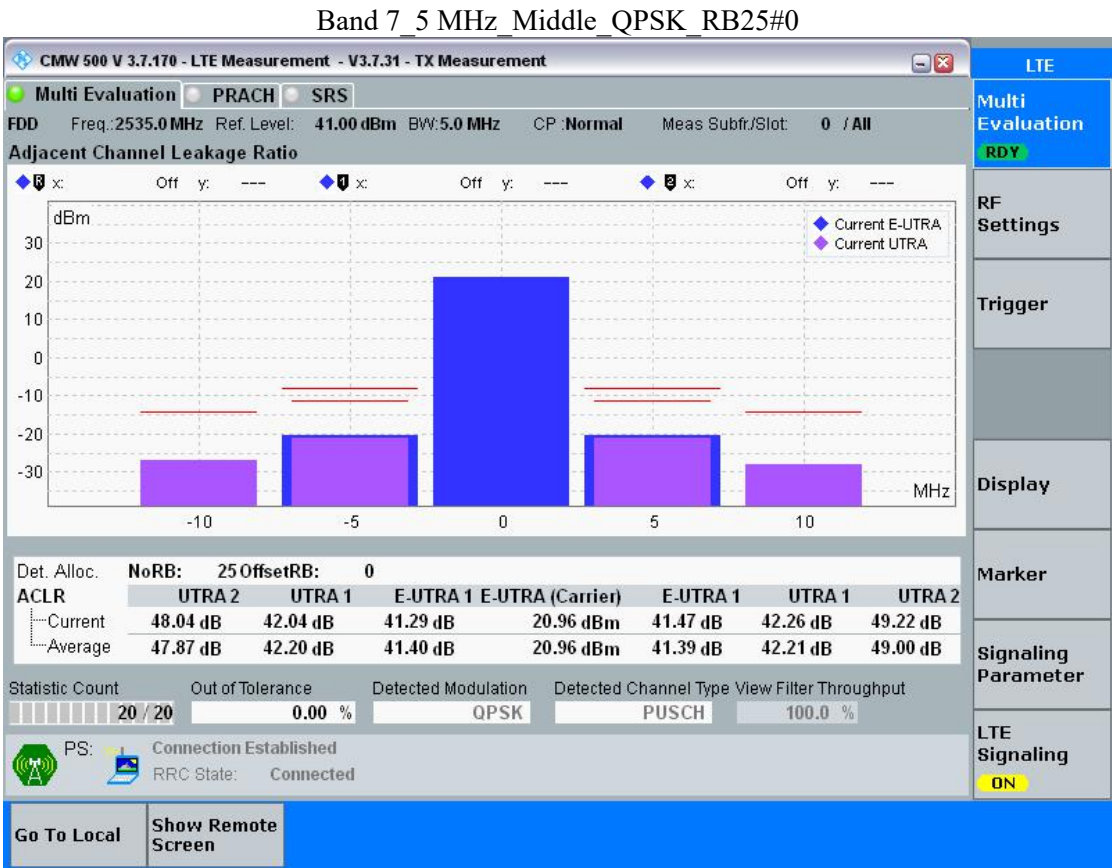 Band 7_5 MHz_Middle_QPSK_RB25#0
CMW 500 V 3.7.170 - LTE Measurement - V3.7.31 - TX Measurement
LTE
Multi Evaluation PRACH SRS
Multi Evaluation
RDY
FDD Freq.:2535.0 MHz Ref. Level: 41.00 dBm BW:5.0 MHz CP :Normal Meas Subfr./Slot: 0 / All
Adjacent Channel Leakage Ratio
R x: Off y: --- 1 x: Off y: --- 2 x: Off y: ---
dBm
Current E-UTRA
Current UTRA
30
20
10
0
-10
-20
-30
MHz
-10 -5 0 5 10
RF Settings
Trigger
Display
Marker
Signaling Parameter
LTE Signaling
ON
Det. Alloc. NoRB: 25 OffsetRB: 0
ACLR UTRA 2 UTRA 1 E-UTRA 1 E-UTRA (Carrier) E-UTRA 1 UTRA 1 UTRA 2
Current 48.04 dB 42.04 dB 41.29 dB 20.96 dBm 41.47 dB 42.26 dB 49.22 dB
Average 47.87 dB 42.20 dB 41.40 dB 20.96 dBm 41.39 dB 42.21 dB 49.00 dB
Statistic Count Out of Tolerance Detected Modulation Detected Channel Type View Filter Throughput
20 / 20 0.00 % QPSK PUSCH 100.0 %
PS: Connection Established
RRC State: Connected
Go To Local
Show Remote Screen